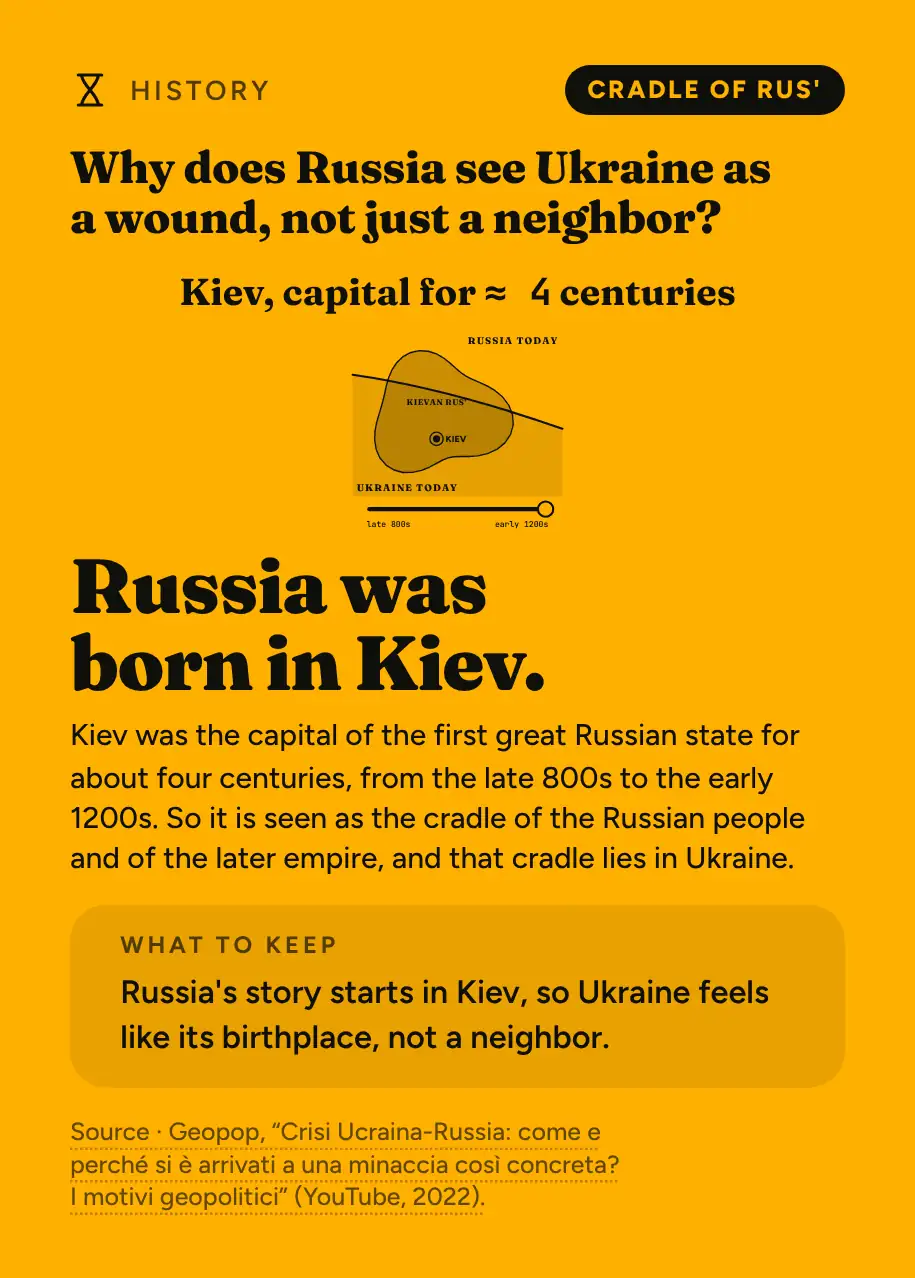 HISTORY
CRADLE OF RUS'
Why does Russia see Ukraine as
a wound, not just a neighbor?
Kiev, capital for ≈ 4 centuries
RUSSIA TODAY
KIEVAN RUS'
KIEV
UKRAINE TODAY
late 800s
early 1200s
Russia was
born in Kiev.
Kiev was the capital of the first great Russian state for
about four centuries, from the late 800s to the early
1200s. So it is seen as the cradle of the Russian people
and of the later empire, and that cradle lies in Ukraine.
WHAT TO KEEP
Russia's story starts in Kiev, so Ukraine feels
like its birthplace, not a neighbor.
Source · Geopop, “Crisi Ucraina-Russia: come e
perché si è arrivati a una minaccia così concreta?
I motivi geopolitici” (YouTube, 2022).